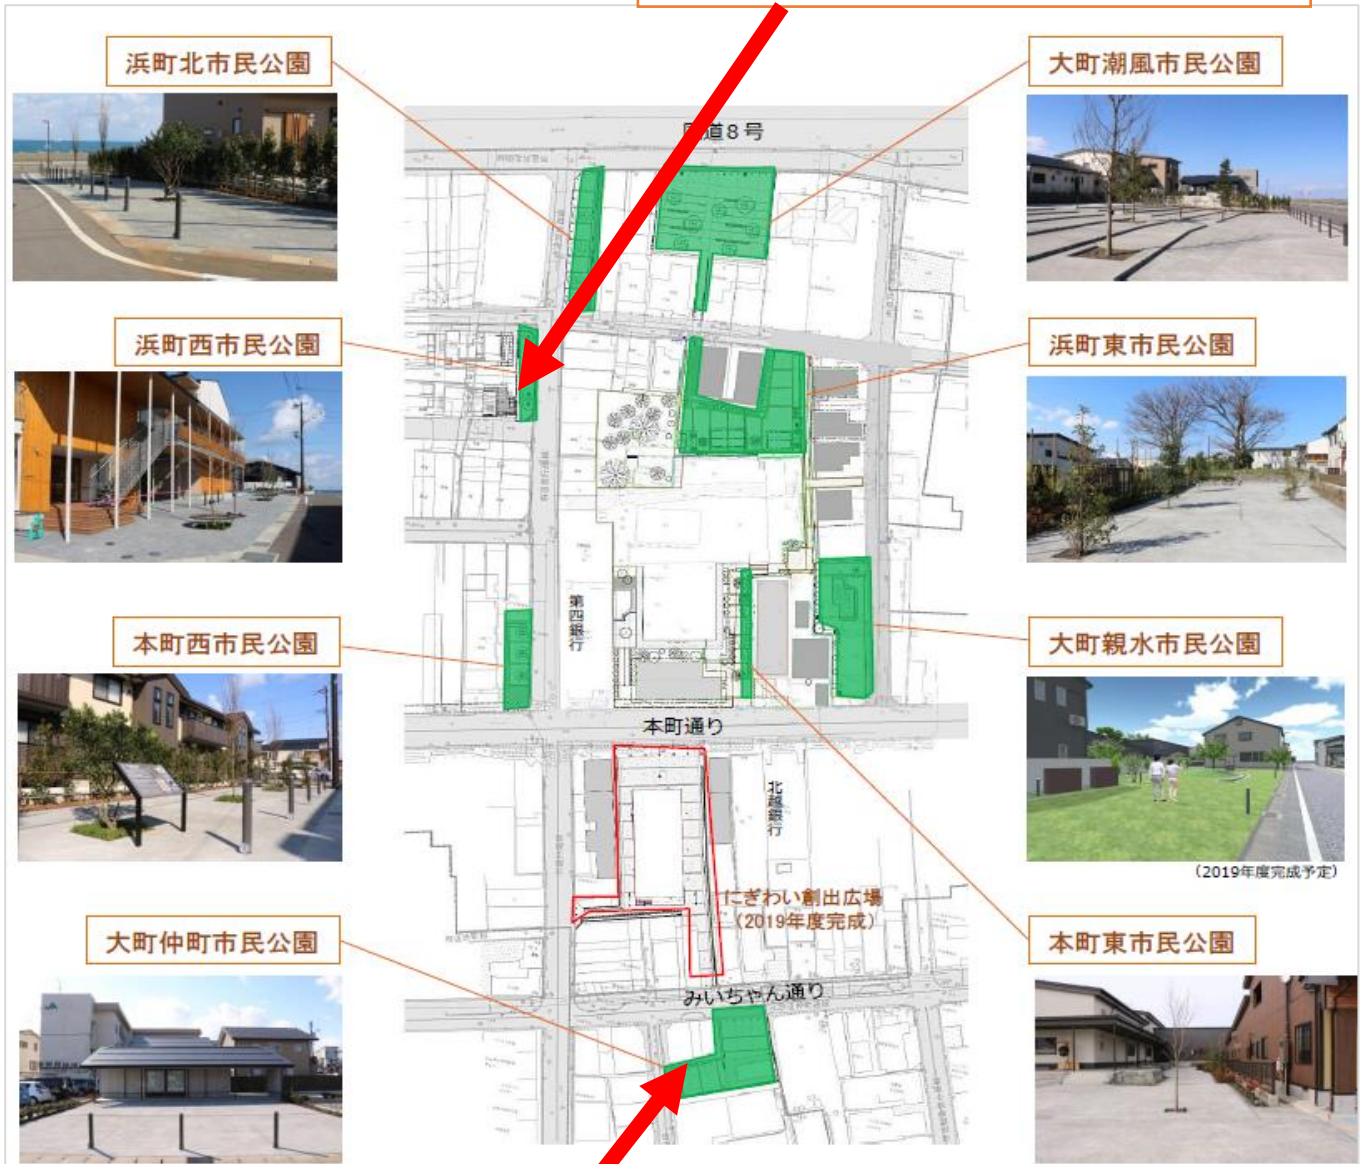 浜町北市民公園
大町潮風市民公園
道8号
浜町西市民公園
浜町東市民公園
第四銀行
本町西市民公園
大町親水市民公園
本町通り
(2019年度完成予定)
北越銀行
にぎわい創出広場
(2019年度完成)
大町仲町市民公園
本町東市民公園
みいちゃん通り